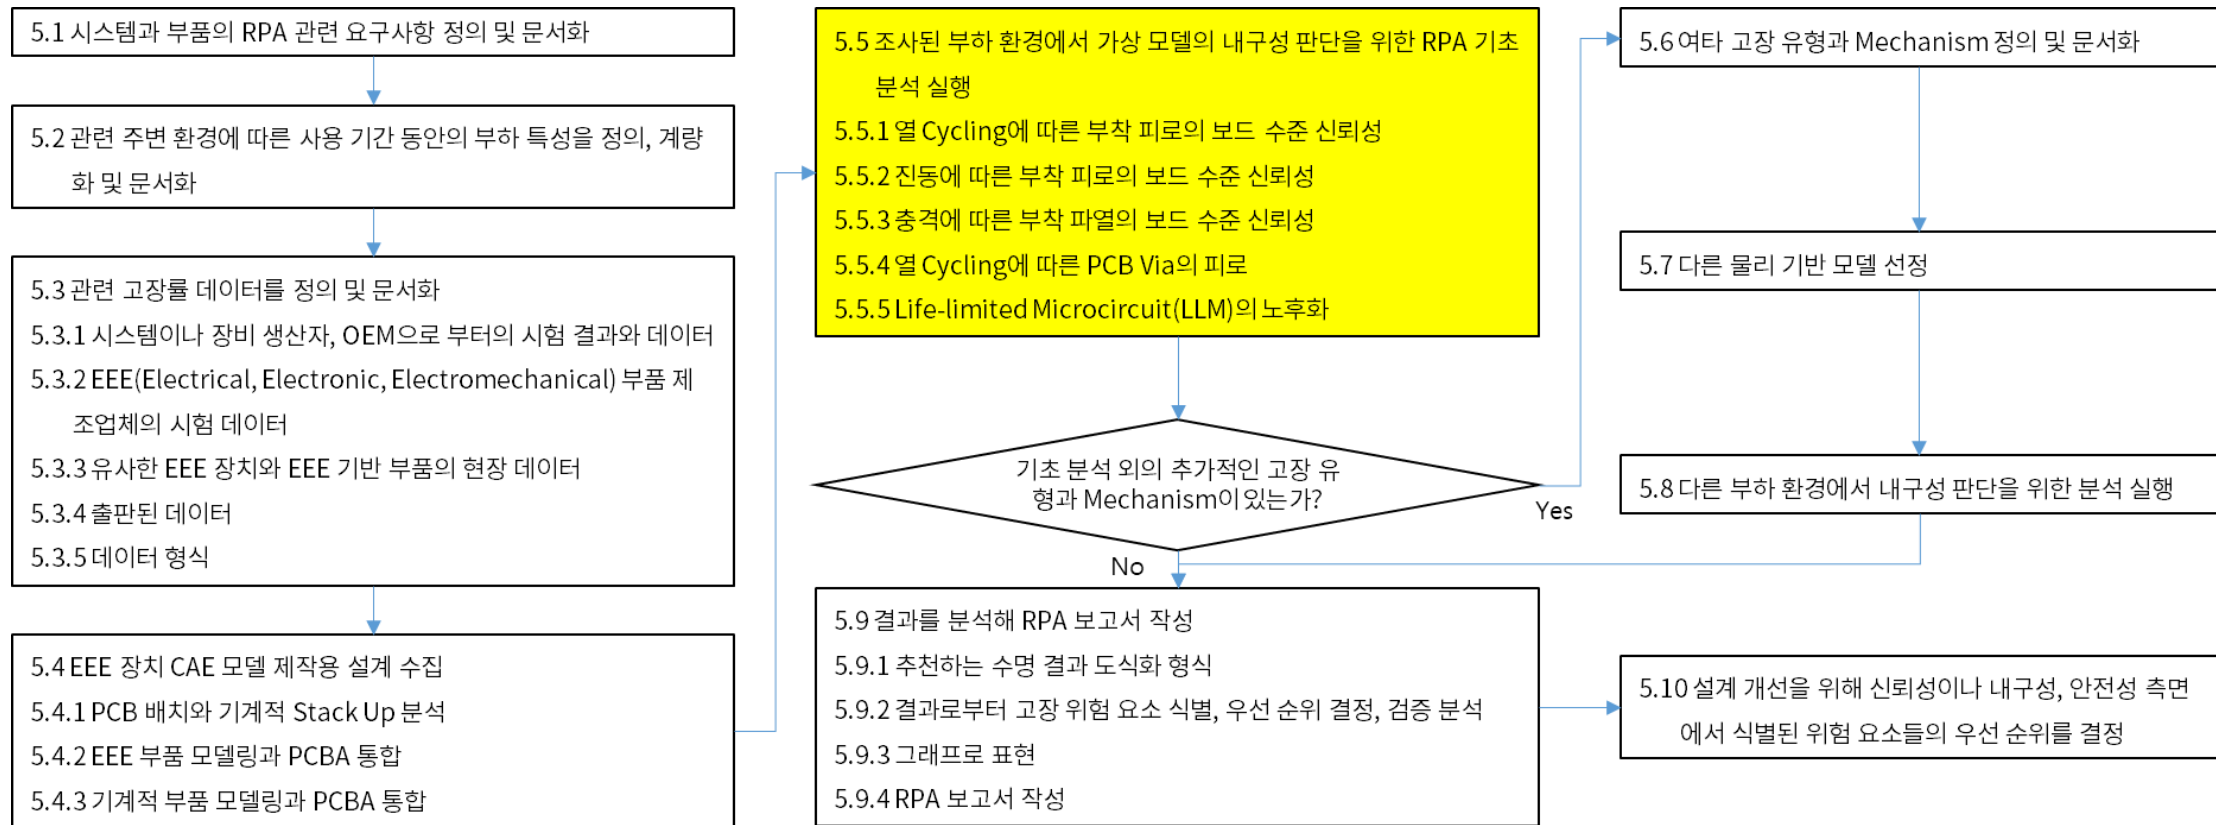 5.1 시스템과 부품의 RPA 관련 요구사항 정의 및 문서화
5.2 관련 주변 환경에 따른 사용 기간 동안의 부하 특성을 정의, 계량
화 및 문서화
5.3 관련 고장률 데이터를 정의 및 문서화
5.3.1 시스템이나 장비 생산자, OEM으로 부터의 시험 결과와 데이터
5.3.2 EEE(Electrical, Electronic, Electromechanical) 부품 제
조업체의 시험 데이터
5.3.3 유사한 EEE 장치와 EEE 기반 부품의 현장 데이터
5.3.4 출판된 데이터
5.3.5 데이터 형식
5.4 EEE 장치 CAE 모델 제작용 설계 수집
5.4.1 PCB 배치와 기계적 Stack Up 분석
5.4.2 EEE 부품 모델링과 PCBA 통합
5.4.3 기계적 부품 모델링과 PCBA 통합
5.5 조사된 부하 환경에서 가상 모델의 내구성 판단을 위한 RPA 기초
분석 실행
5.5.1 열 Cycling에 따른 부착 피로의 보드 수준 신뢰성
5.5.2 진동에 따른 부착 피로의 보드 수준 신뢰성
5.5.3 충격에 따른 부착 파열의 보드 수준 신뢰성
5.5.4 열 Cycling에 따른 PCB Via의 피로
5.5.5 Life-limited Microcircuit(LLM)의 노후화
기초 분석 외의 추가적인 고장 유
형과 Mechanism이 있는가?
Yes
No
5.6 여타 고장 유형과 Mechanism 정의 및 문서화
5.7 다른 물리 기반 모델 선정
5.8 다른 부하 환경에서 내구성 판단을 위한 분석 실행
5.9 결과를 분석해 RPA 보고서 작성
5.9.1 추천하는 수명 결과 도식화 형식
5.9.2 결과로부터 고장 위험 요소 식별, 우선 순위 결정, 검증 분석
5.9.3 그래프로 표현
5.9.4 RPA 보고서 작성
5.10 설계 개선을 위해 신뢰성이나 내구성, 안전성 측면
에서 식별된 위험 요소들의 우선 순위를 결정